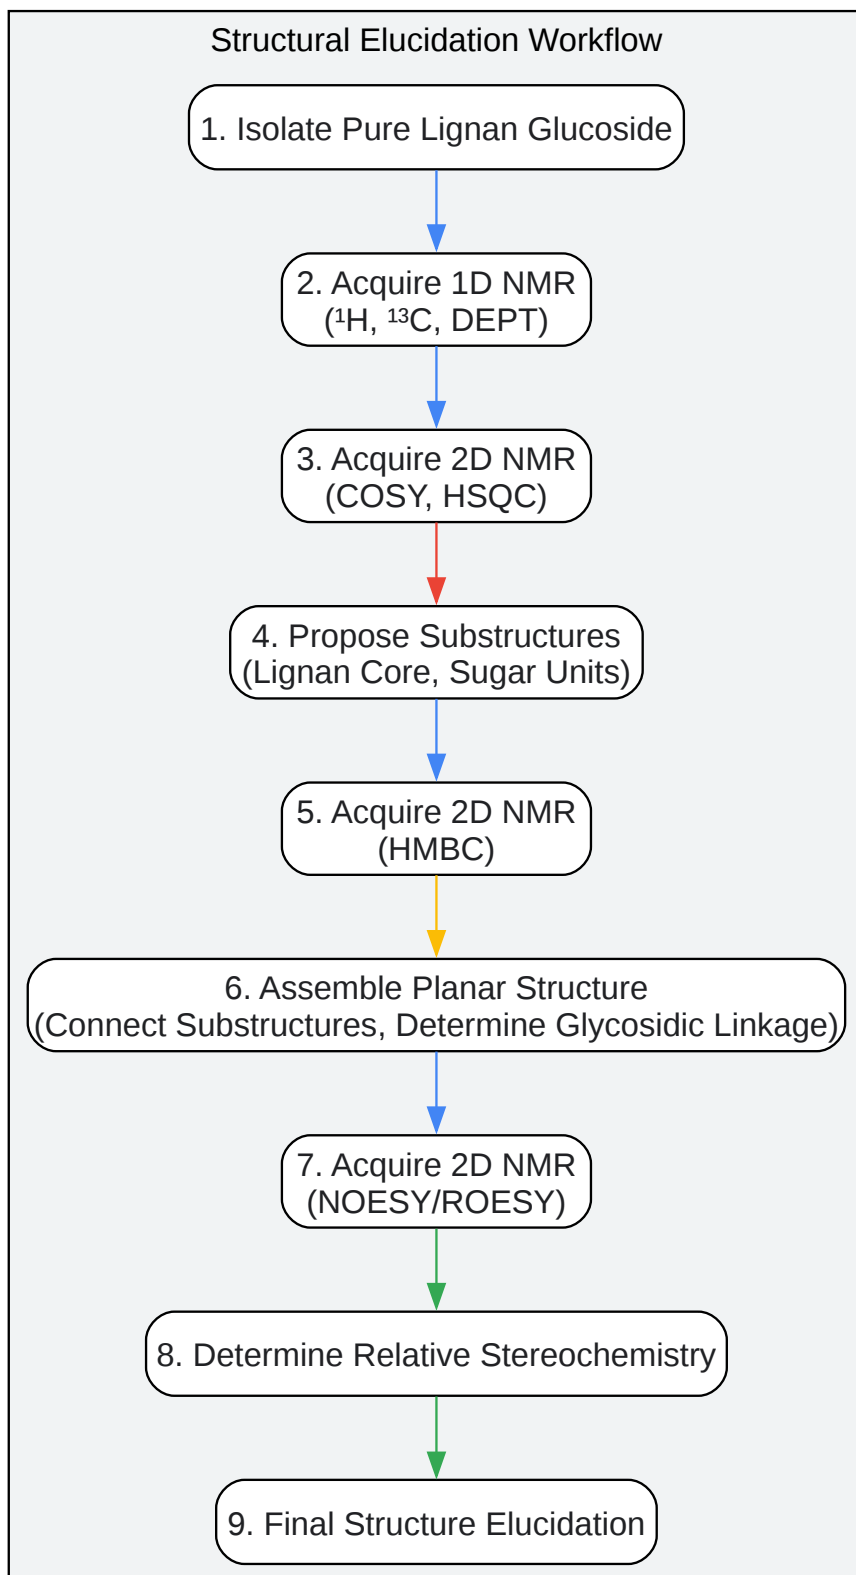 Structural Elucidation Workflow
1. Isolate Pure Lignan Glucoside
2. Acquire 1D NMR
(¹H, ¹³C, DEPT)
3. Acquire 2D NMR
(COSY, HSQC)
4. Propose Substructures
(Lignan Core, Sugar Units)
5. Acquire 2D NMR
(HMBC)
6. Assemble Planar Structure
(Connect Substructures, Determine Glycosidic Linkage)
7. Acquire 2D NMR
(NOESY/ROESY)
8. Determine Relative Stereochemistry
9. Final Structure Elucidation